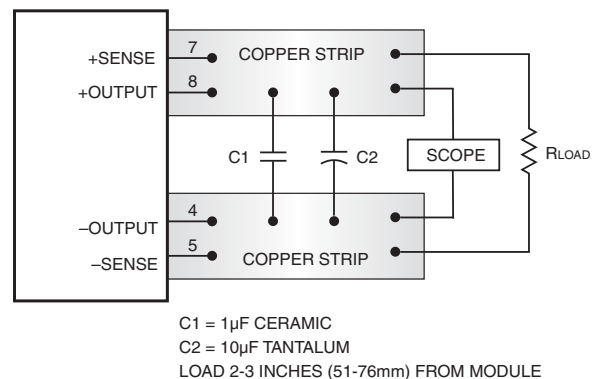 +SENSE 7 COPPER STRIP
+OUTPUT 8
C1 C2 SCOPE RLOAD
–OUTPUT 4
–SENSE 5 COPPER STRIP
C1 = 1µF CERAMIC
C2 = 10µF TANTALUM
LOAD 2-3 INCHES (51-76mm) FROM MODULE